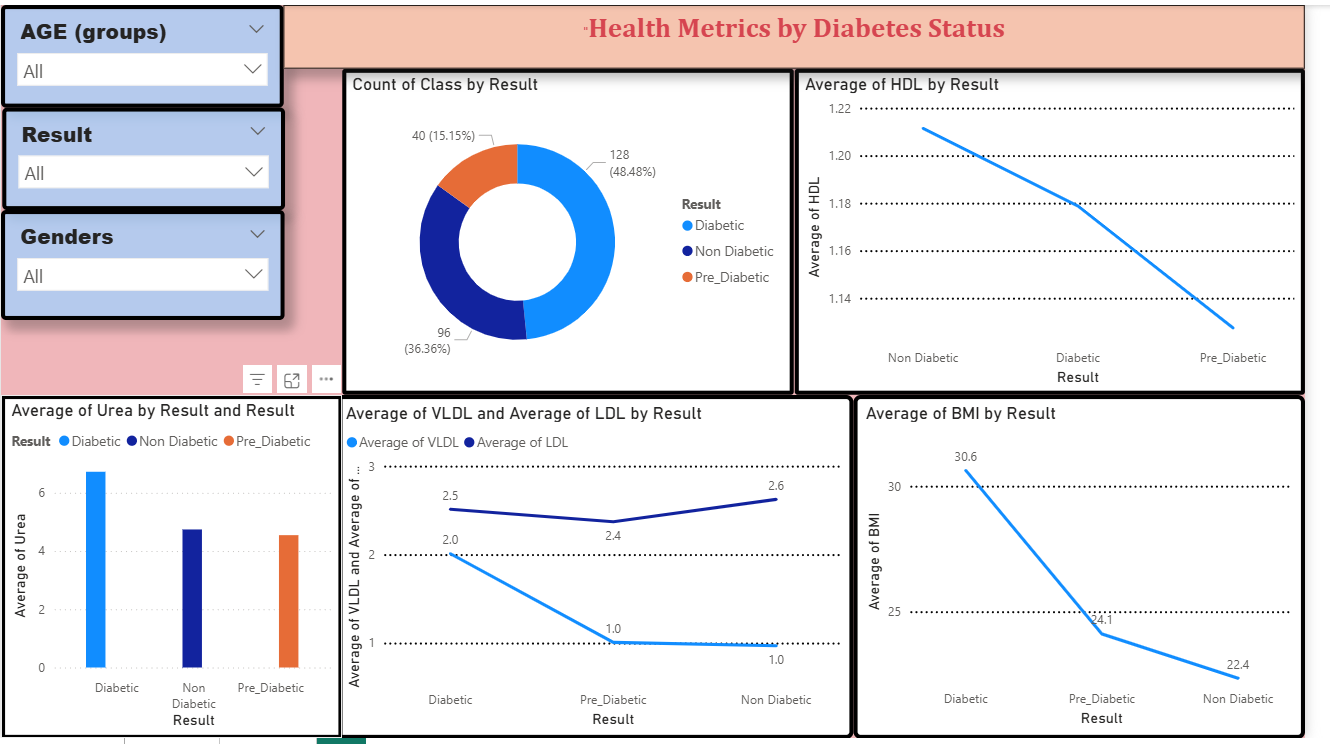 AGE (groups)
All
Result
All
Genders
All
Health Metrics by Diabetes Status
Count of Class by Result
40 (15.15%)
128
(48.48%)
96
(36.36%)
Result
Diabetic
Non Diabetic
Pre_Diabetic
Average of HDL by Result
Average of HDL
1.22
1.20
1.18
1.16
1.14
Non Diabetic
Diabetic
Pre_Diabetic
Result
Average of Urea by Result and Result
Result Diabetic Non Diabetic Pre_Diabetic
Average of Urea
6
4
2
0
Diabetic
Non
Diabetic
Pre_Diabetic
Result
Average of VLDL and Average of LDL by Result
Average of VLDL Average of LDL
Average of VLDL and Average of ...
3
2
1
2.5
2.4
2.6
2.0
1.0
1.0
Diabetic
Pre_Diabetic
Non Diabetic
Result
Average of BMI by Result
Average of BMI
30
25
30.6
24.1
22.4
Diabetic
Pre_Diabetic
Non Diabetic
Result